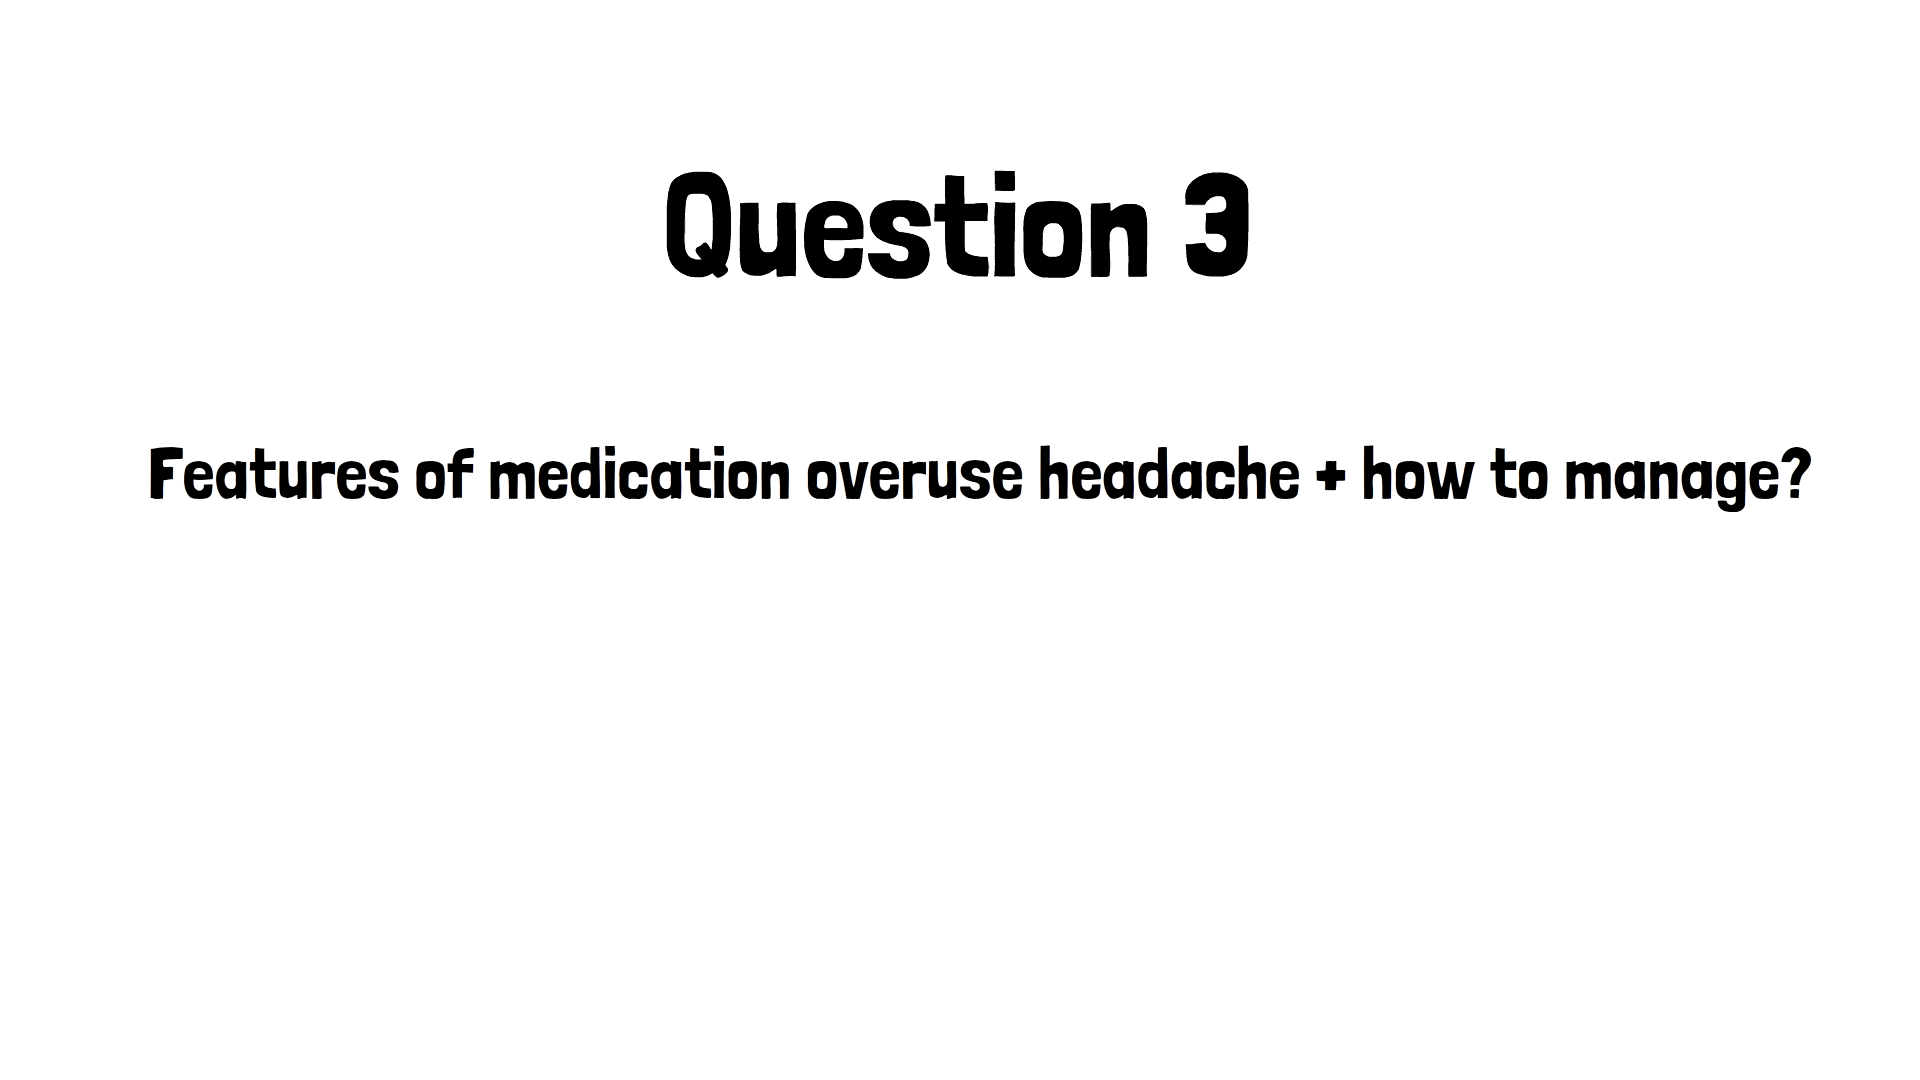 Question 3
Features of medication overuse headache + how to manage?